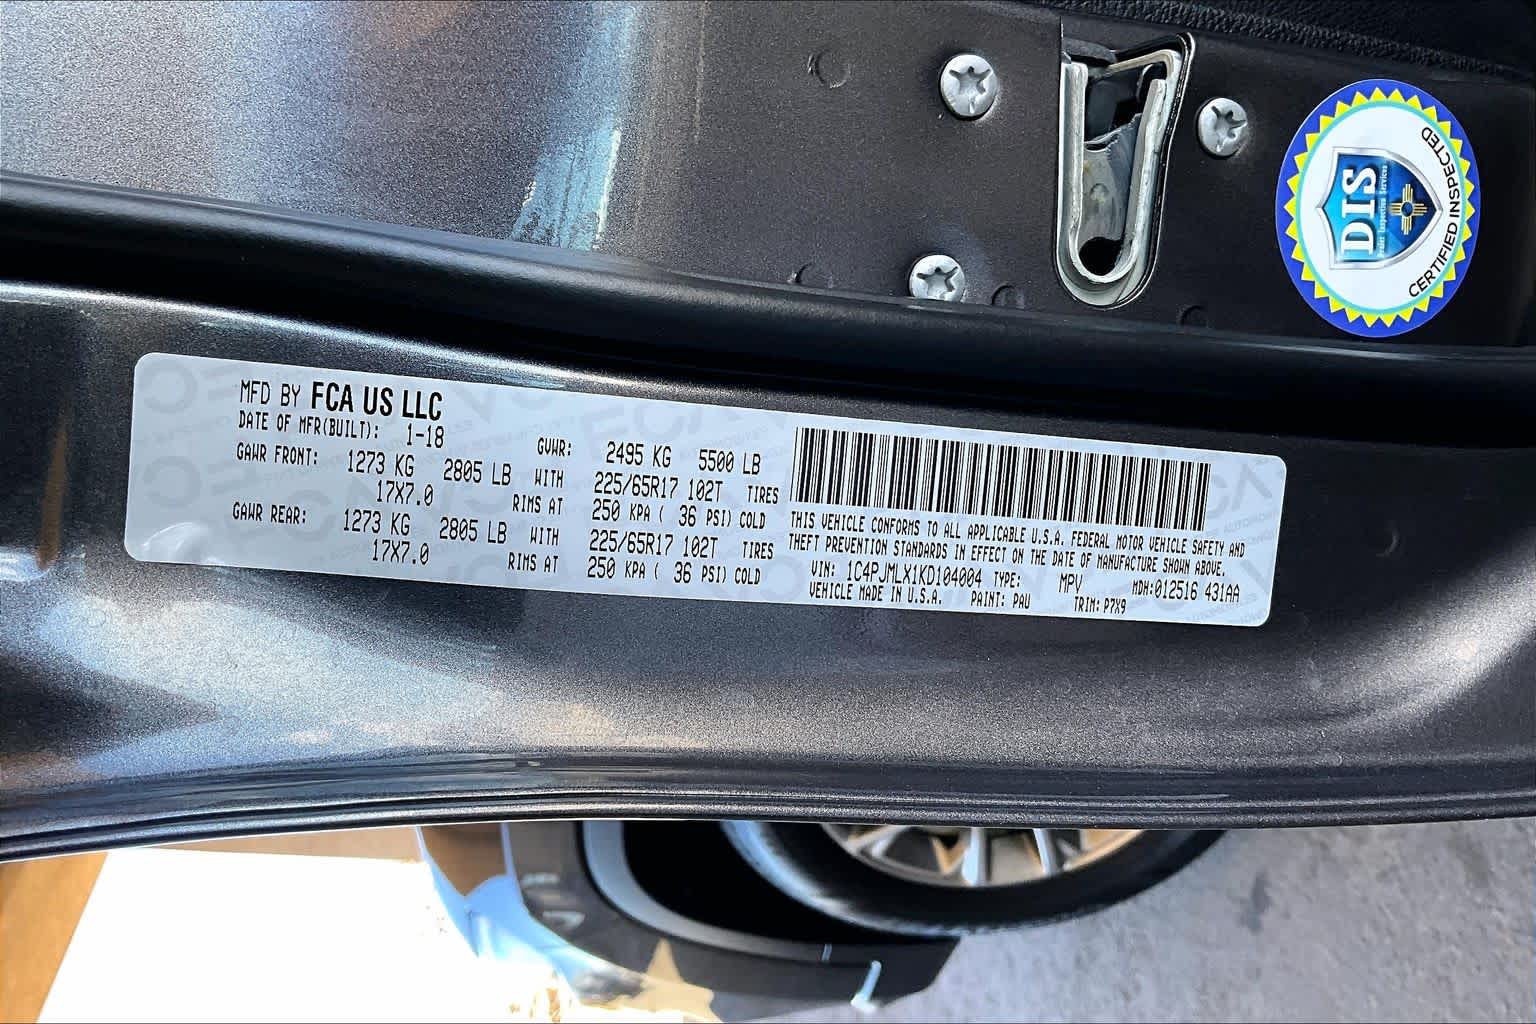 DIS
Dealer Inspection Services
CERTIFIED INSPECTED
MFD BY FCA US LLC
DATE OF MFR(BUILT): 1-18 GVWR: 2495 KG 5500 LB
GAWR FRONT: 1273 KG 2805 LB WITH 225/65R17 102T TIRES
17X7.0 RIMS AT 250 KPA ( 36 PSI) COLD
GAWR REAR: 1273 KG 2805 LB WITH 225/65R17 102T TIRES
17X7.0 RIMS AT 250 KPA ( 36 PSI) COLD
THIS VEHICLE CONFORMS TO ALL APPLICABLE U.S.A. FEDERAL MOTOR VEHICLE SAFETY AND
THEFT PREVENTION STANDARDS IN EFFECT ON THE DATE OF MANUFACTURE SHOWN ABOVE.
VIN: 1C4PJMLX1KD104004 TYPE: MPV MDH:012516 431AA
VEHICLE MADE IN U.S.A. PAINT: PAU TRIM: P7X9